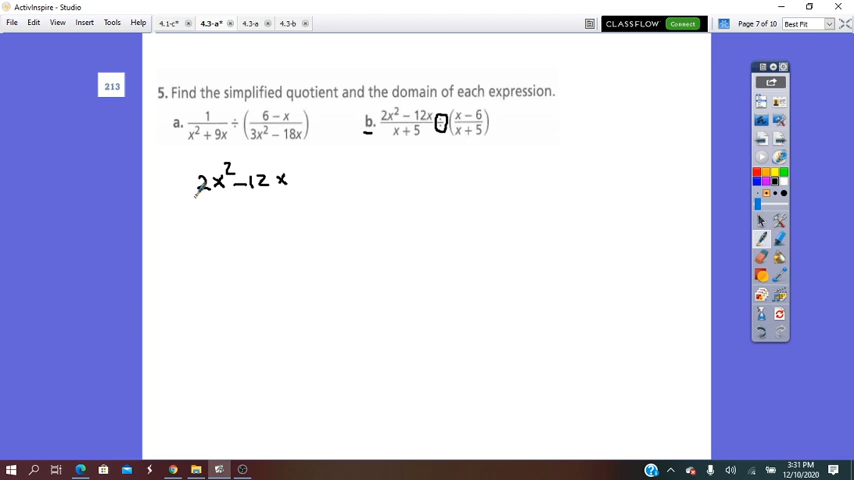 ActivInspire - Studio
File Edit View Insert Tools Help
4.1-c* 4.3-a* 4.3-a 4.3-b
CLASSFLOW Connect
Page 7 of 10 Best Fit
213
5. Find the simplified quotient and the domain of each expression.
a. 1/(x² + 9x) ÷ ((6 − x)/(3x² − 18x)) b. (2x² − 12x)/(x + 5) ÷ ((x − 6)/(x + 5))
2x² − 12x
3:31 PM
12/10/2020